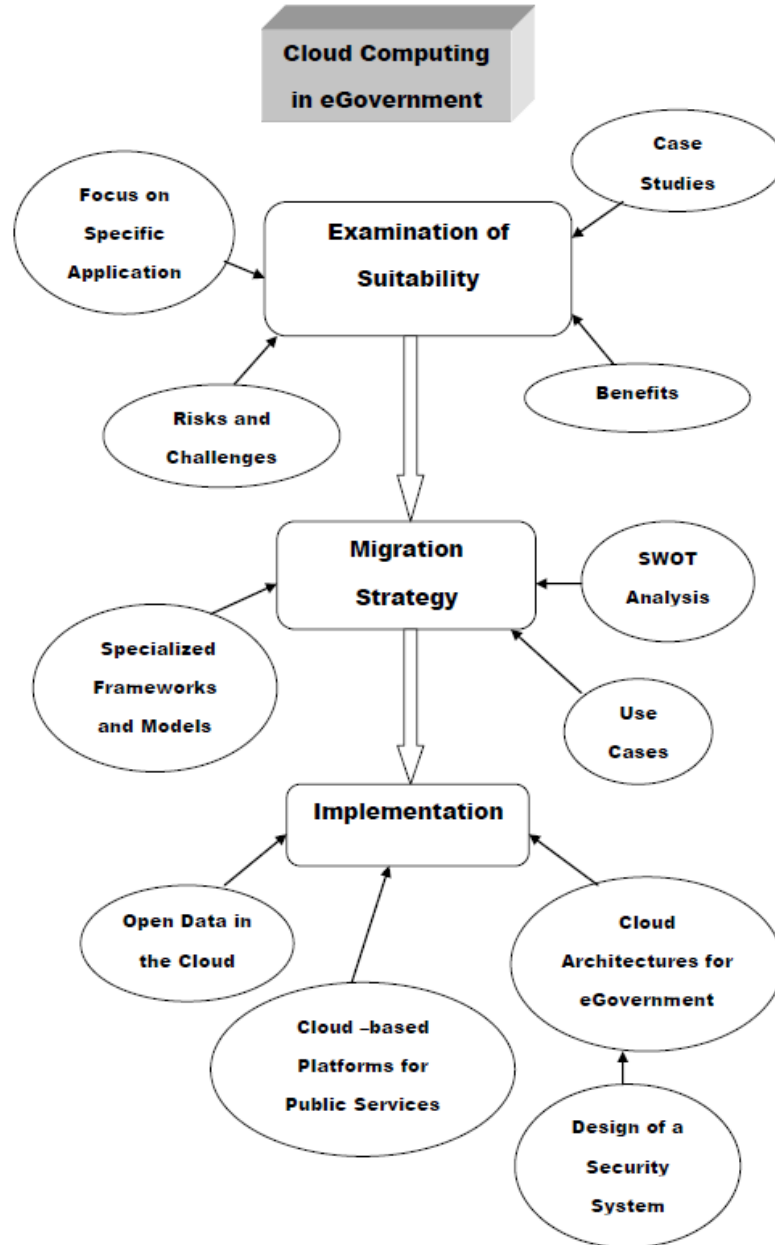 Cloud Computing
in eGovernment
Case
Studies
Focus on
Specific
Application
Examination of
Suitability
Risks and
Challenges
Benefits
Migration
Strategy
SWOT
Analysis
Specialized
Frameworks
and Models
Use
Cases
Implementation
Open Data in
the Cloud
Cloud
Architectures for
eGovernment
Cloud –based
Platforms for
Public Services
Design of a
Security
System